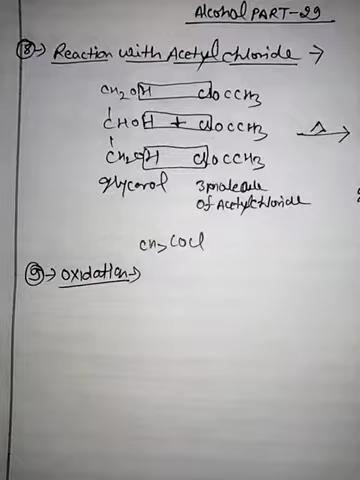 Alcohol PART-29
(8)→ Reaction with Acetyl chloride →
CH2OH ClOCCH3
CHOH + ClOCCH3 Δ
CH2OH ClOCCH3
glycerol 3 molecule
of Acetyl chloride
CH3COCl
(9)→ Oxidation→